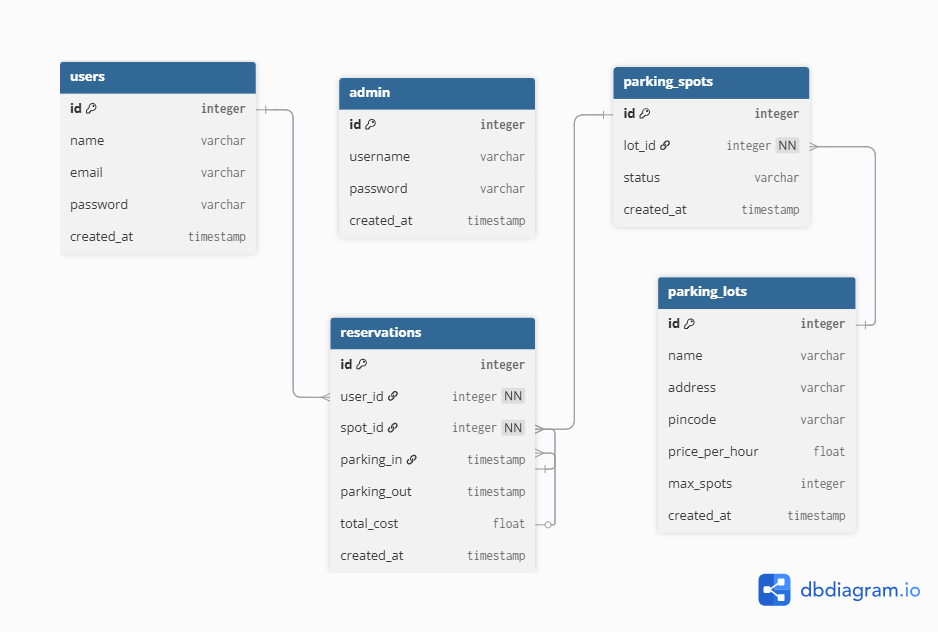 users
id integer
name varchar
email varchar
password varchar
created_at timestamp
admin
id integer
username varchar
password varchar
created_at timestamp
parking_spots
id integer
lot_id integer NN
status varchar
created_at timestamp
reservations
id integer
user_id integer NN
spot_id integer NN
parking_in timestamp
parking_out timestamp
total_cost float
created_at timestamp
parking_lots
id integer
name varchar
address varchar
pincode varchar
price_per_hour float
max_spots integer
created_at timestamp
dbdiagram.io